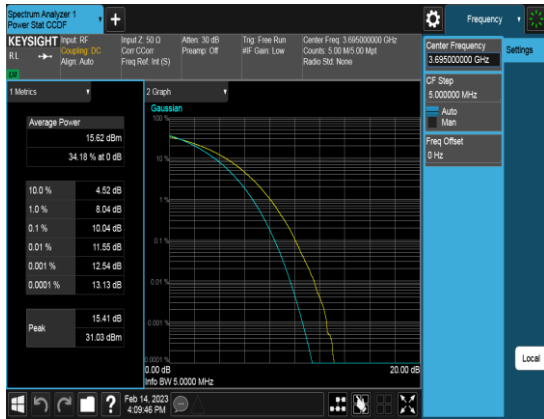 Spectrum Analyzer 1
Power Stat CCDF
+
Frequency
KEYSIGHT
RL
Input: RF
Coupling: DC
Align: Auto
Input Z: 50 Ω
Corr CCorr
Freq Ref: Int (S)
Atten: 30 dB
Preamp: Off
Trig: Free Run
#IF Gain: Low
Center Freq: 3.695000000 GHz
Counts: 5.00 M/5.00 Mpt
Radio Std: None
1 Metrics
Average Power
15.62 dBm
34.18 % at 0 dB
10.0 % 4.52 dB
1.0 % 8.04 dB
0.1 % 10.04 dB
0.01 % 11.55 dB
0.001 % 12.54 dB
0.0001 % 13.13 dB
Peak
15.41 dB
31.03 dBm
2 Graph
Gaussian
100 %
10 %
1 %
0.1 %
0.01 %
0.001 %
0.0001 %
0.00 dB 20.00 dB
Info BW 5.0000 MHz
Center Frequency
3.695000000 GHz
Settings
CF Step
5.000000 MHz
Auto
Man
Freq Offset
0 Hz
Local
?
Feb 14, 2023
4:09:46 PM